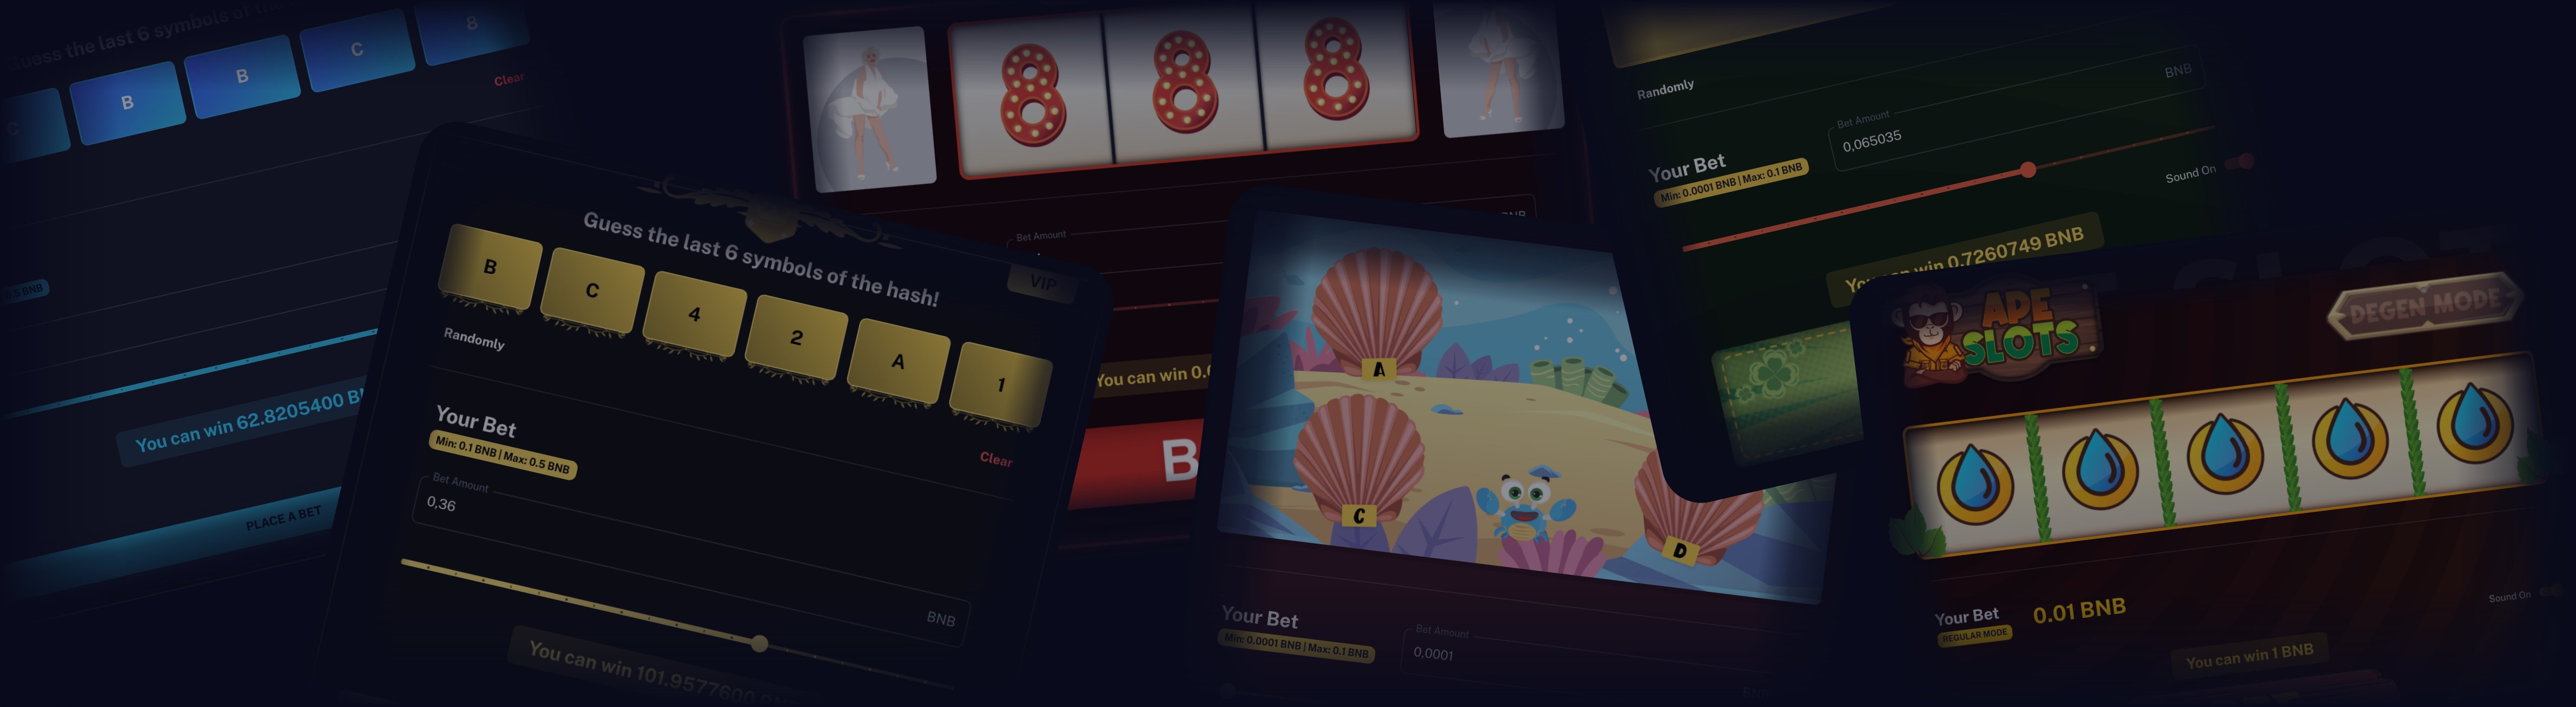 Guess the last 6 symbols of the
C
B
B
C
8
Clear
.5 BNB
You can win 62.8205400
PLACE A BET
Guess the last 6 symbols of the hash!
VIP
B
C
4
2
A
1
Randomly
Clear
Your Bet
Min: 0.1 BNB | Max: 0.5 BNB
Bet Amount
0,36
BNB
You can win 101.9577600
8
8
8
Bet Amount
BNB
You can win
B
A
C
D
Your Bet
Min: 0.0001 BNB | Max: 0.1 BNB
Bet Amount
0,0001
BNB
Randomly
Your Bet
Min: 0.0001 BNB | Max: 0.1 BNB
Bet Amount
0,065035
BNB
Sound On
You can win 0.7260749 BNB
APE
SLOTS
DEGEN MODE
Your Bet
REGULAR MODE
0.01 BNB
Sound On
You can win 1 BNB